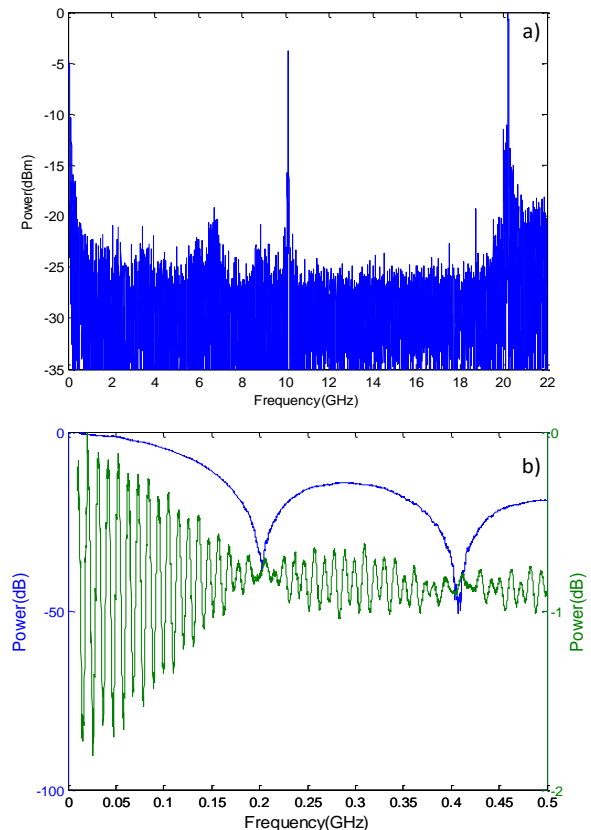 a)
0
-5
-10
-15
-20
-25
-30
-35
Power(dBm)
0 2 4 6 8 10 12 14 16 18 20 22
Frequency(GHz)
b)
0
-50
-100
Power(dB)
-0
-1
-2
Power(dB)
0 0.05 0.1 0.15 0.2 0.25 0.3 0.35 0.4 0.45 0.5
Frequency(GHz)